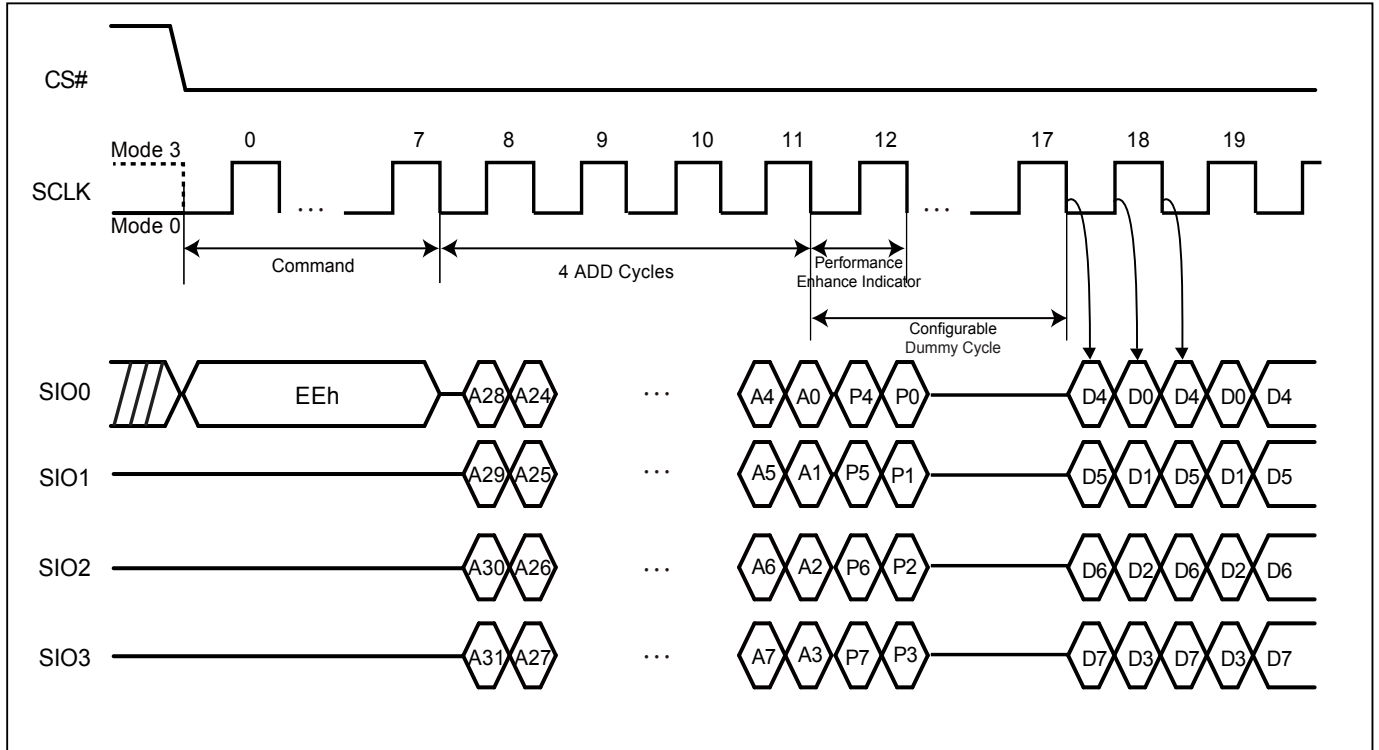 CS#
0 7 8 9 10 11 12 17 18 19
Mode 3
SCLK
...
...
Mode 0
Command
4 ADD Cycles
Performance
Enhance Indicator
Configurable
Dummy Cycle
SIO0 EEh A28 A24 ... A4 A0 P4 P0 D4 D0 D4 D0 D4
SIO1 A29 A25 ... A5 A1 P5 P1 D5 D1 D5 D1 D5
SIO2 A30 A26 ... A6 A2 P6 P2 D6 D2 D6 D2 D6
SIO3 A31 A27 ... A7 A3 P7 P3 D7 D3 D7 D3 D7